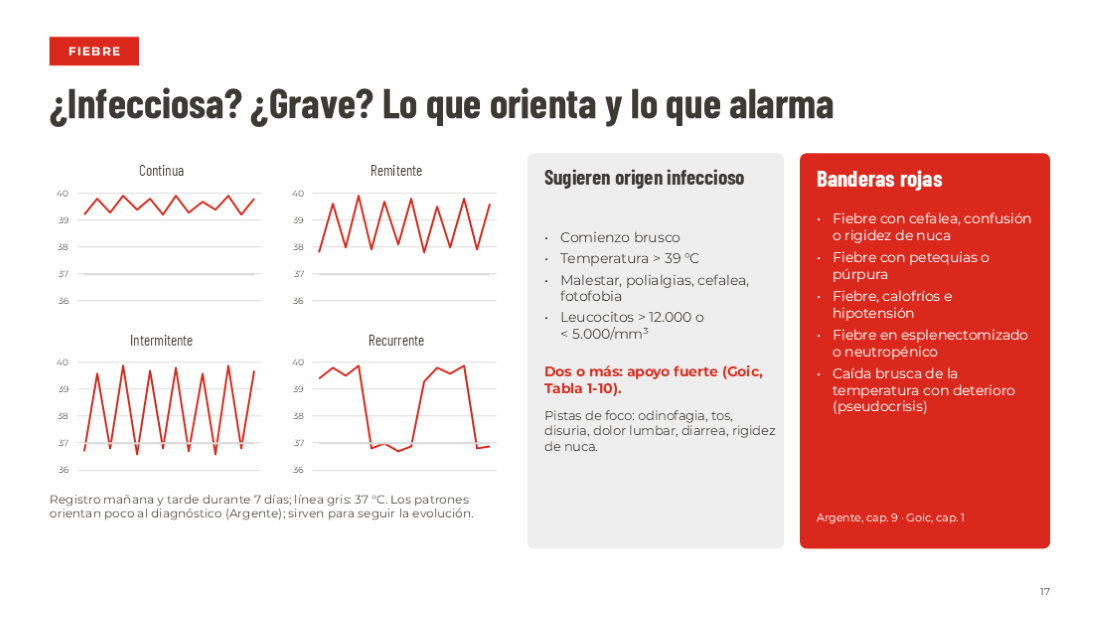 FIEBRE
¿Infecciosa? ¿Grave? Lo que orienta y lo que alarma
Continua
40
39
38
37
36
Remitente
40
39
38
37
36
Intermitente
40
39
38
37
36
Recurrente
40
39
38
37
36
Registro mañana y tarde durante 7 días; línea gris: 37 °C. Los patrones
orientan poco al diagnóstico (Argente); sirven para seguir la evolución.
Sugieren origen infeccioso
• Comienzo brusco
• Temperatura > 39 °C
• Malestar, polialgias, cefalea,
fotofobia
• Leucocitos > 12.000 o
< 5.000/mm³
Dos o más: apoyo fuerte (Goic,
Tabla 1-10).
Pistas de foco: odinofagia, tos,
disuria, dolor lumbar, diarrea, rigidez
de nuca.
Banderas rojas
• Fiebre con cefalea, confusión
o rigidez de nuca
• Fiebre con petequias o
púrpura
• Fiebre, calofríos e
hipotensión
• Fiebre en esplenectomizado
o neutropénico
• Caída brusca de la
temperatura con deterioro
(pseudocrisis)
Argente, cap. 9 · Goic, cap. 1
17